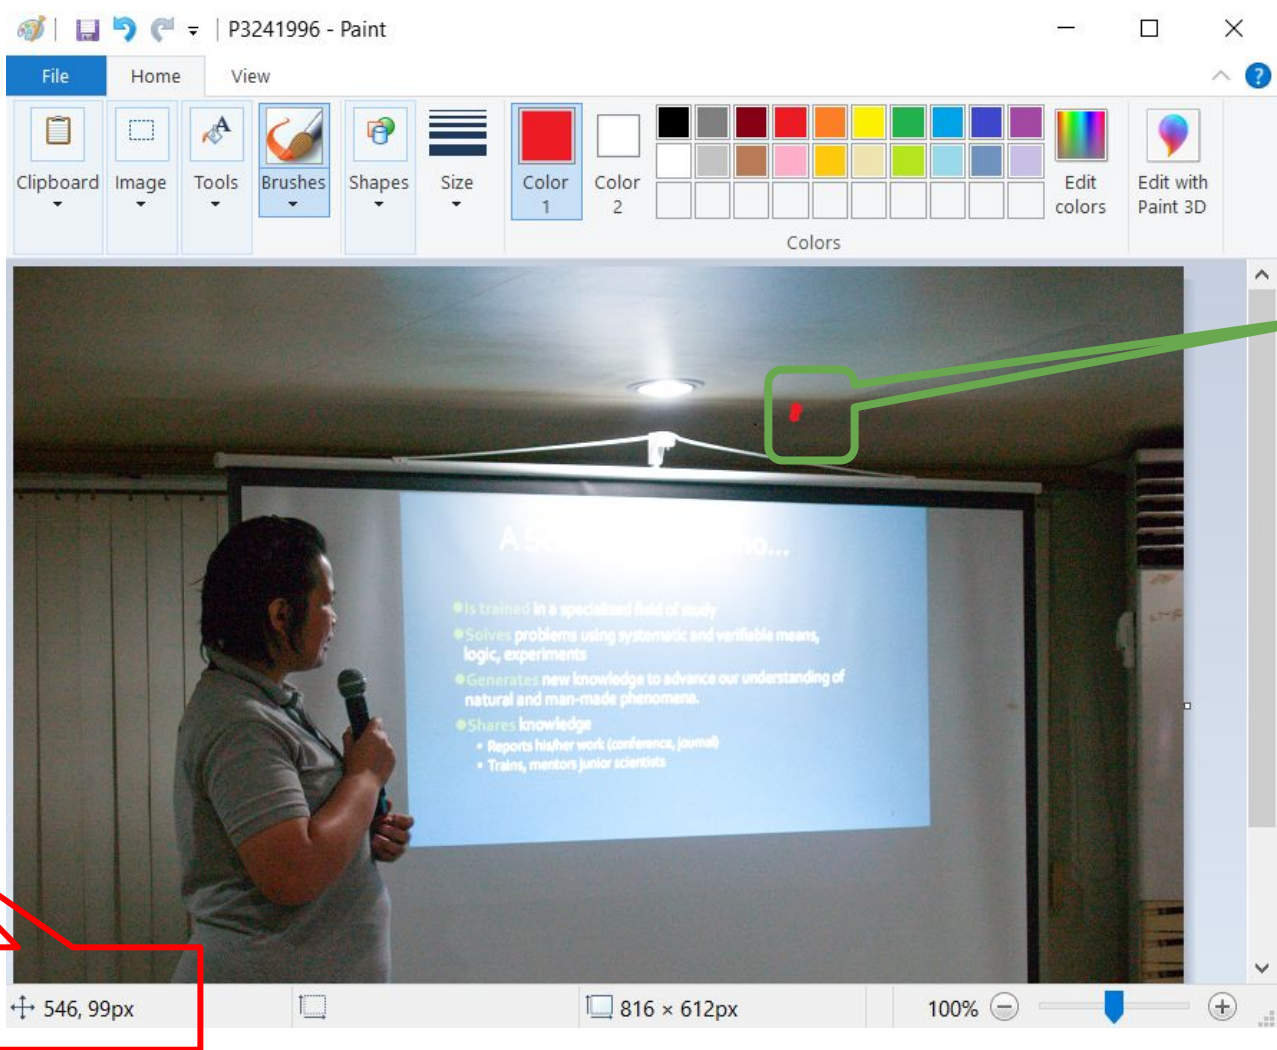 P3241996 - Paint
File Home View
Clipboard Image Tools Brushes Shapes Size Color 1 Color 2 Edit colors Edit with Paint 3D
Colors
A
●Is trained in a specialized field of study
●Solves problems using systematic and verifiable means,
logic, experiments
●Generates new knowledge to advance our understanding of
natural and man-made phenomena.
●Shares knowledge
• Reports his/her work (conference, journal)
• Trains, mentors junior scientists
546, 99px
816 × 612px
100%